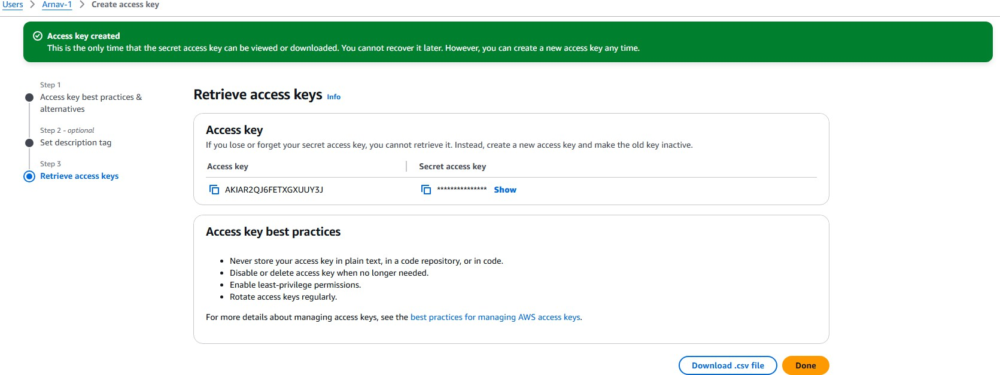 Users > Arnav-1 > Create access key
Access key created
This is the only time that the secret access key can be viewed or downloaded. You cannot recover it later. However, you can create a new access key any time.
Step 1
Access key best practices &
alternatives
Step 2 - optional
Set description tag
Step 3
Retrieve access keys
Retrieve access keys Info
Access key
If you lose or forget your secret access key, you cannot retrieve it. Instead, create a new access key and make the old key inactive.
Access key
Secret access key
AKIAR2QJ6FETXGXUUY3J
*************** Show
Access key best practices
• Never store your access key in plain text, in a code repository, or in code.
• Disable or delete access key when no longer needed.
• Enable least-privilege permissions.
• Rotate access keys regularly.
For more details about managing access keys, see the best practices for managing AWS access keys.
Download .csv file
Done